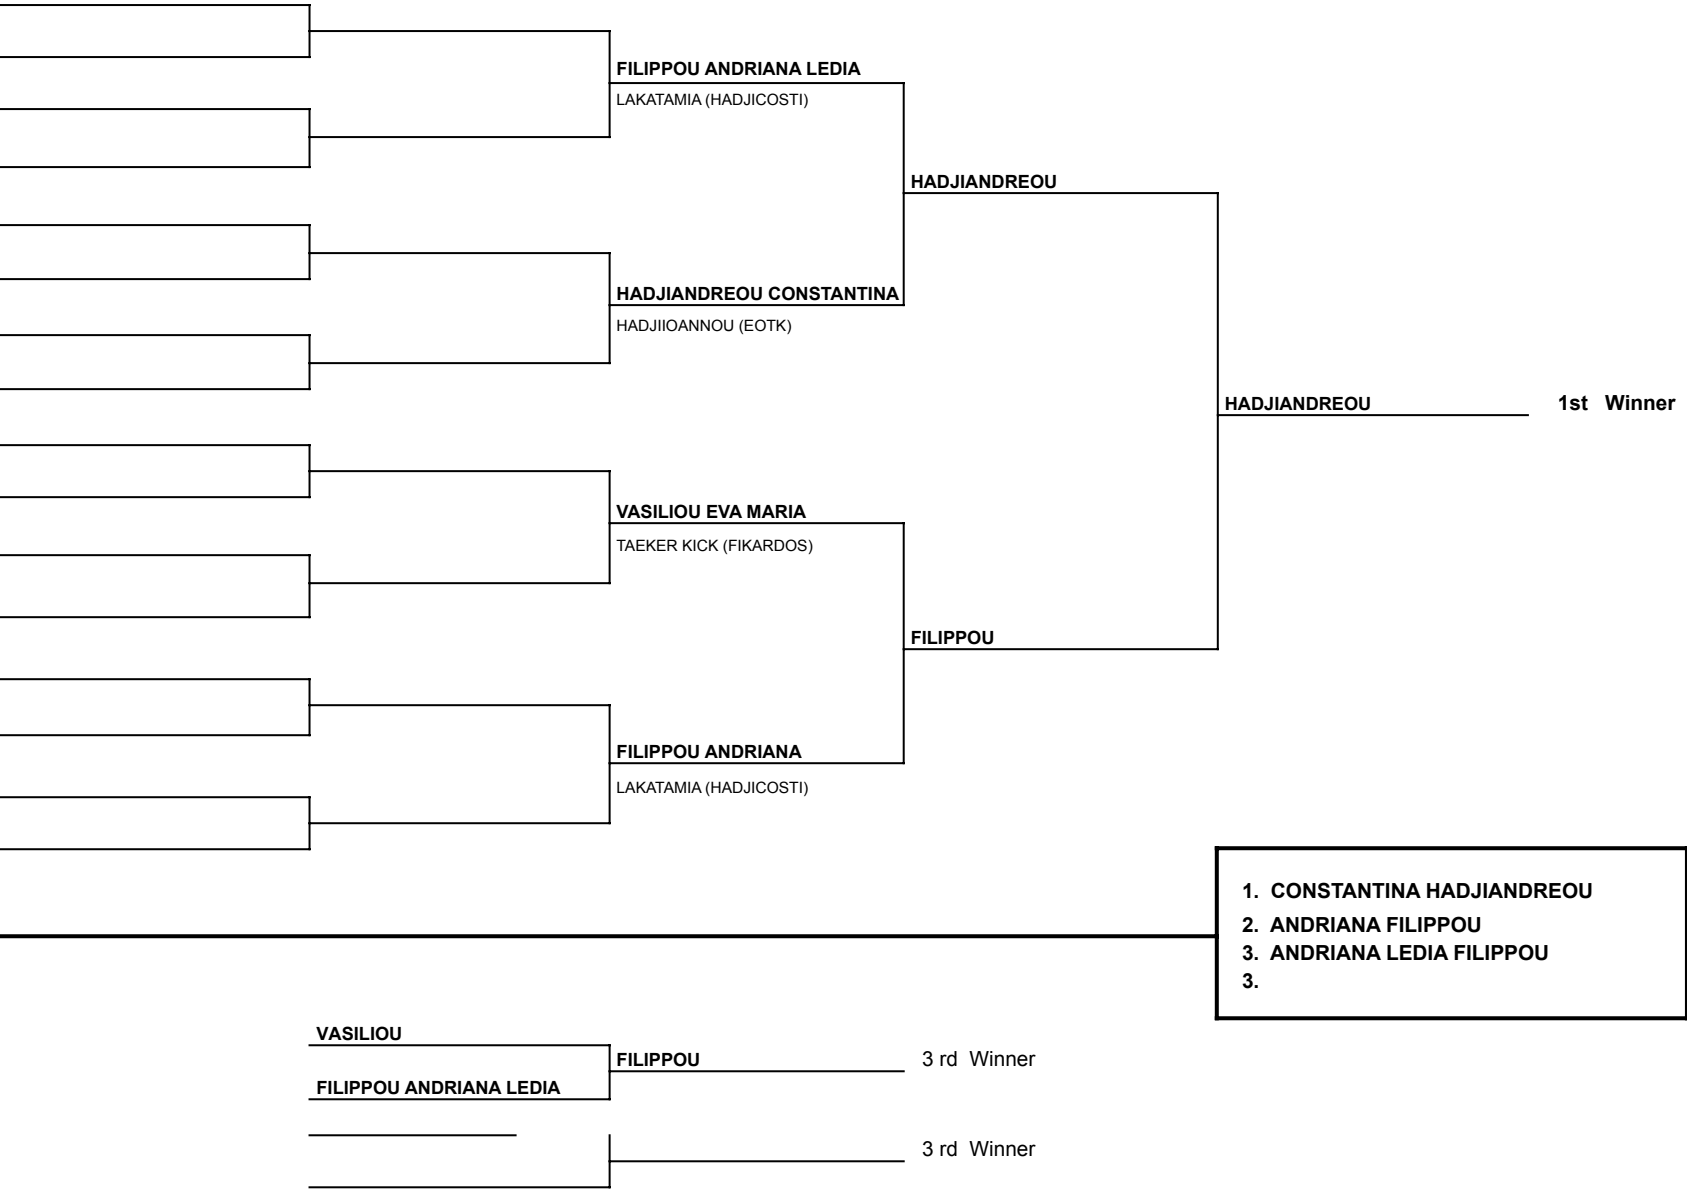 FILIPPOU ANDRIANA LEDIA
LAKATAMIA (HADJICOSTI)
HADJIANDREOU
HADJIANDREOU CONSTANTINA
HADJIIOANNOU (EOTK)
HADJIANDREOU
1st Winner
VASILIOU EVA MARIA
TAEKER KICK (FIKARDOS)
FILIPPOU
FILIPPOU ANDRIANA
LAKATAMIA (HADJICOSTI)
1. CONSTANTINA HADJIANDREOU
2. ANDRIANA FILIPPOU
3. ANDRIANA LEDIA FILIPPOU
3.
VASILIOU
FILIPPOU
3 rd Winner
FILIPPOU ANDRIANA LEDIA
3 rd Winner